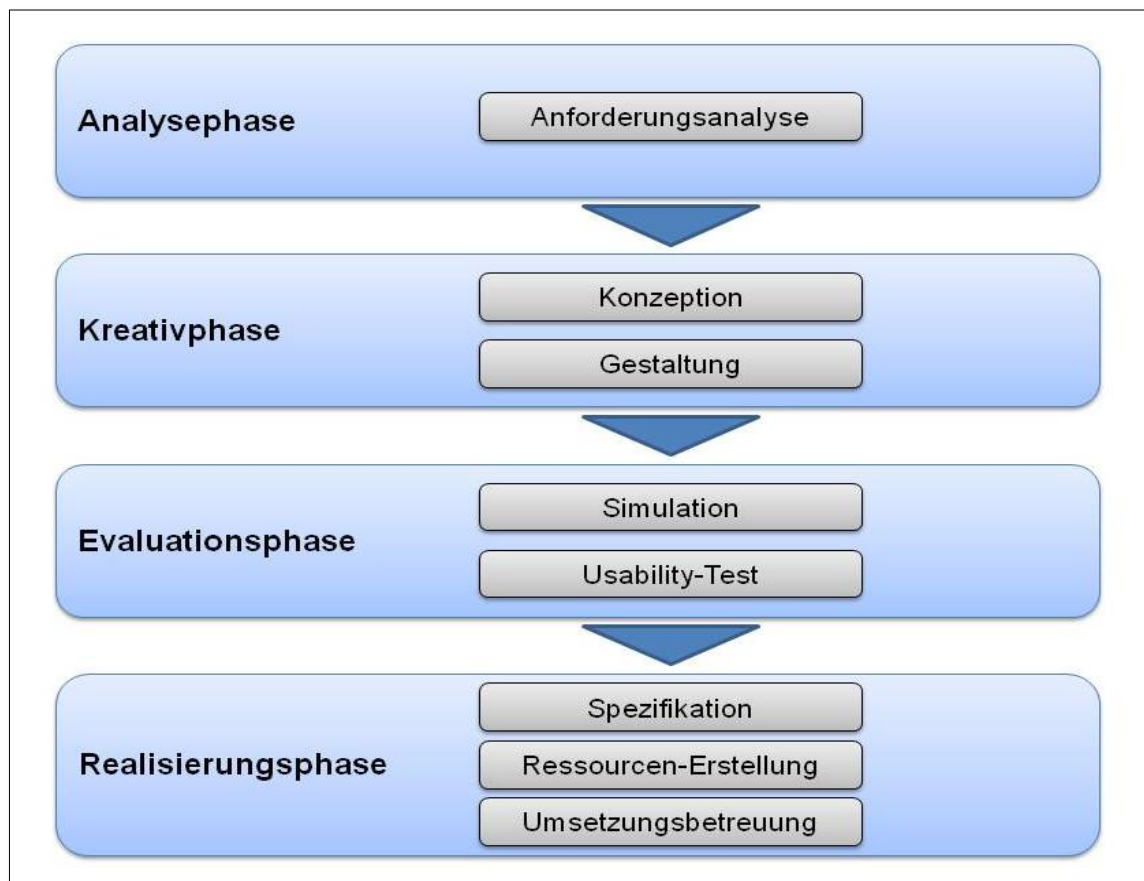 Analysephase
Anforderungsanalyse
Kreativphase
Konzeption
Gestaltung
Evaluationsphase
Simulation
Usability-Test
Realisierungsphase
Spezifikation
Ressourcen-Erstellung
Umsetzungsbetreuung